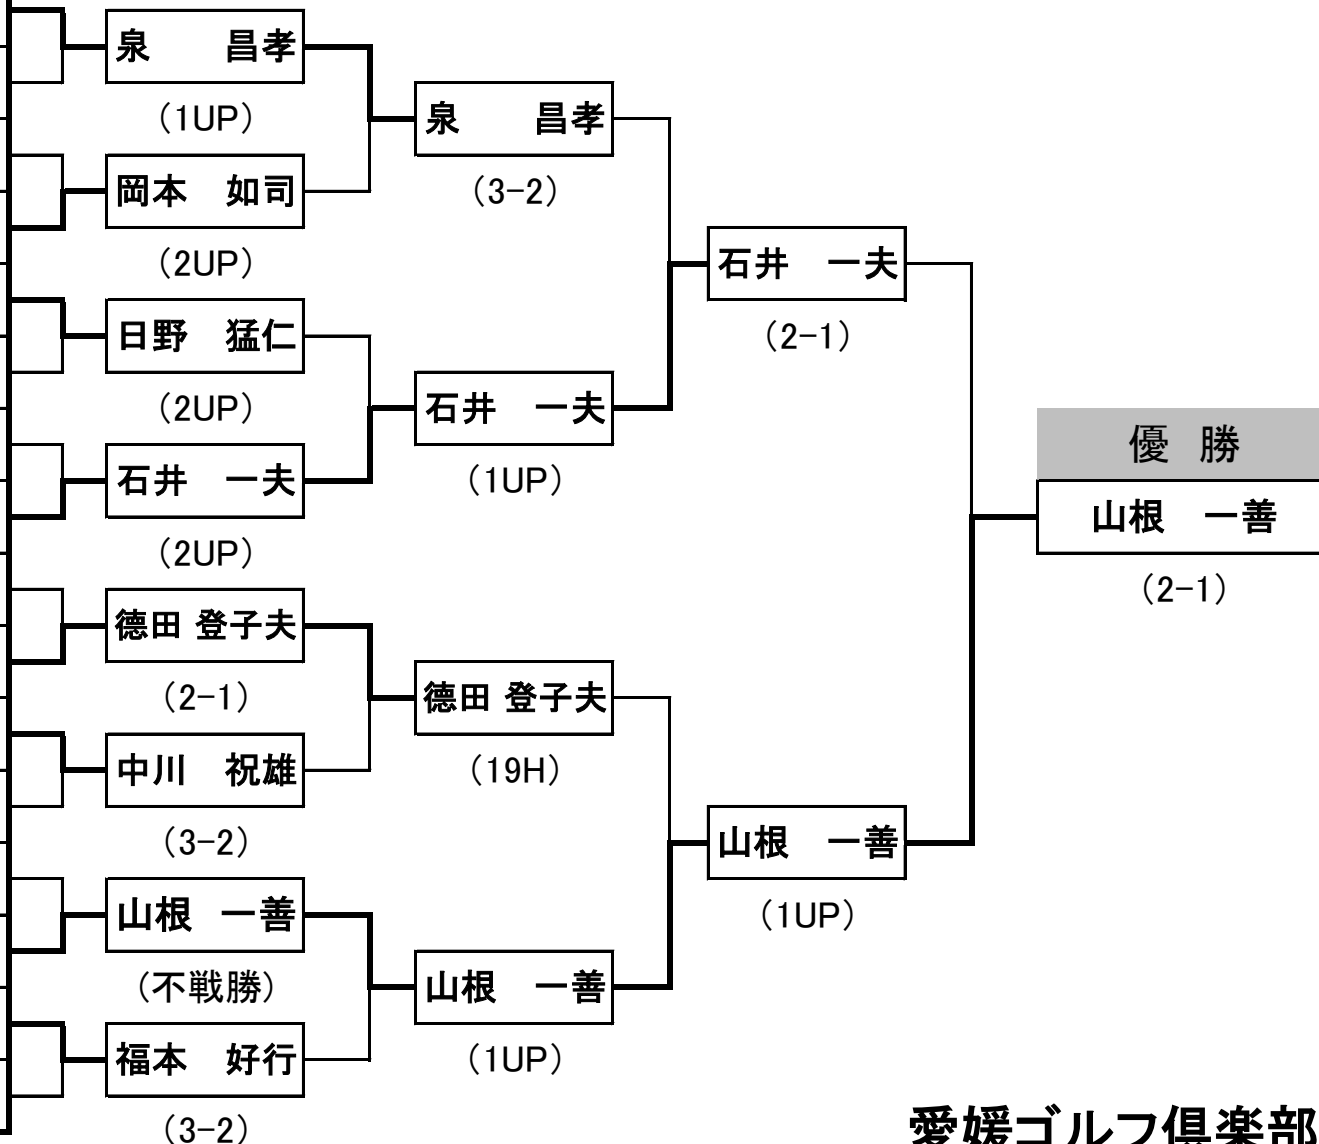 泉　昌孝
（1UP）
岡本　如司
（2UP）
日野　猛仁
（2UP）
石井　一夫
（2UP）
徳田 登子夫
（2-1）
中川　祝雄
（3-2）
山根　一善
（不戦勝）
福本　好行
（3-2）
泉　昌孝
（3-2）
石井　一夫
（1UP）
徳田 登子夫
（19H）
山根　一善
（1UP）
石井　一夫
（2-1）
山根　一善
（1UP）
優　勝
山根　一善
（2-1）
愛媛ゴルフ倶楽部